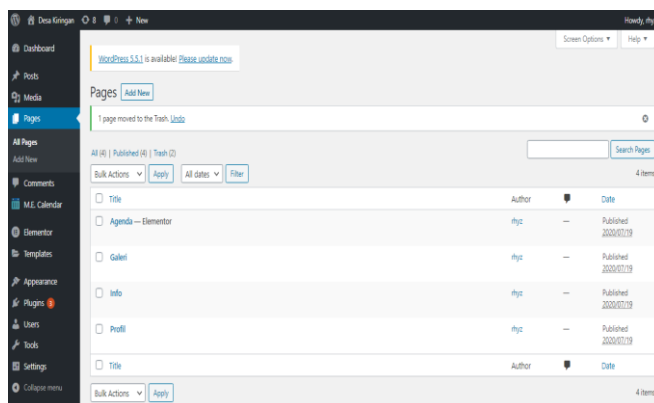 Desa Kiringan 8 0 + New Howdy, rhy
Screen Options ▼ Help ▼
Dashboard
WordPress 5.5.1 is available! Please update now.
Posts
Media
Pages Add New
Pages
1 page moved to the Trash. Undo
All Pages
Add New
All (4) | Published (4) | Trash (2)
Search Pages
Bulk Actions Apply All dates Filter
4 items
Comments
M.E. Calendar
Title Author Date
Agenda — Elementor rhyz — Published
2020/07/19
Elementor
Templates
Galeri rhyz — Published
2020/07/19
Appearance
Plugins 3
Info rhyz — Published
2020/07/19
Users
Tools
Profil rhyz — Published
2020/07/19
Settings
Title Author Date
Collapse menu
Bulk Actions Apply
4 items